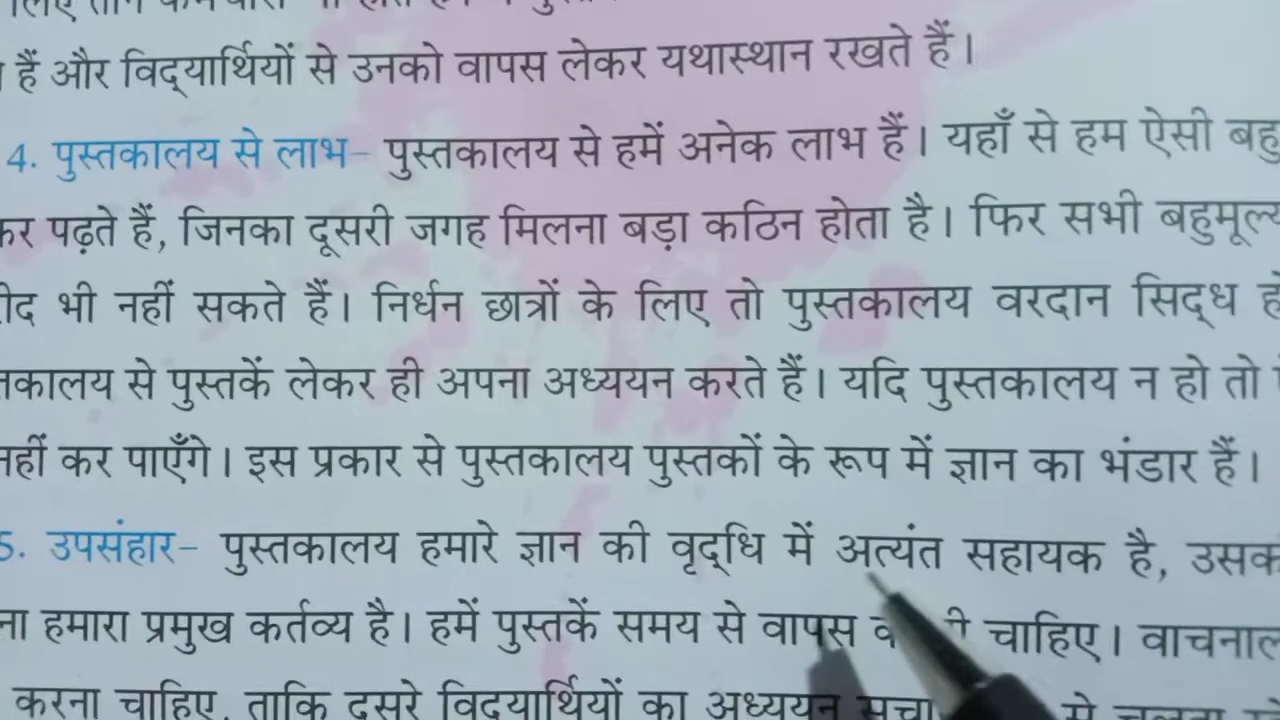 हैं और विद्यार्थियों से उनको वापस लेकर यथास्थान रखते हैं।
4. पुस्तकालय से लाभ– पुस्तकालय से हमें अनेक लाभ हैं। यहाँ से हम ऐसी बहु
कर पढ़ते हैं, जिनका दूसरी जगह मिलना बड़ा कठिन होता है। फिर सभी बहुमूल्य
भी नहीं सकते हैं। निर्धन छात्रों के लिए तो पुस्तकालय वरदान सिद्ध
तकालय से पुस्तकें लेकर ही अपना अध्ययन करते हैं। यदि पुस्तकालय न हो तो
नहीं कर पाएँगे। इस प्रकार से पुस्तकालय पुस्तकों के रूप में ज्ञान का भंडार हैं।
5. उपसंहार– पुस्तकालय हमारे ज्ञान की वृद्धि में अत्यंत सहायक है, उसक
ना हमारा प्रमुख कर्तव्य है। हमें पुस्तकें समय से वापस चाहिए। वाचनाल
करना चाहिए, ताकि दूसरे विद्यार्थियों का अध्ययन